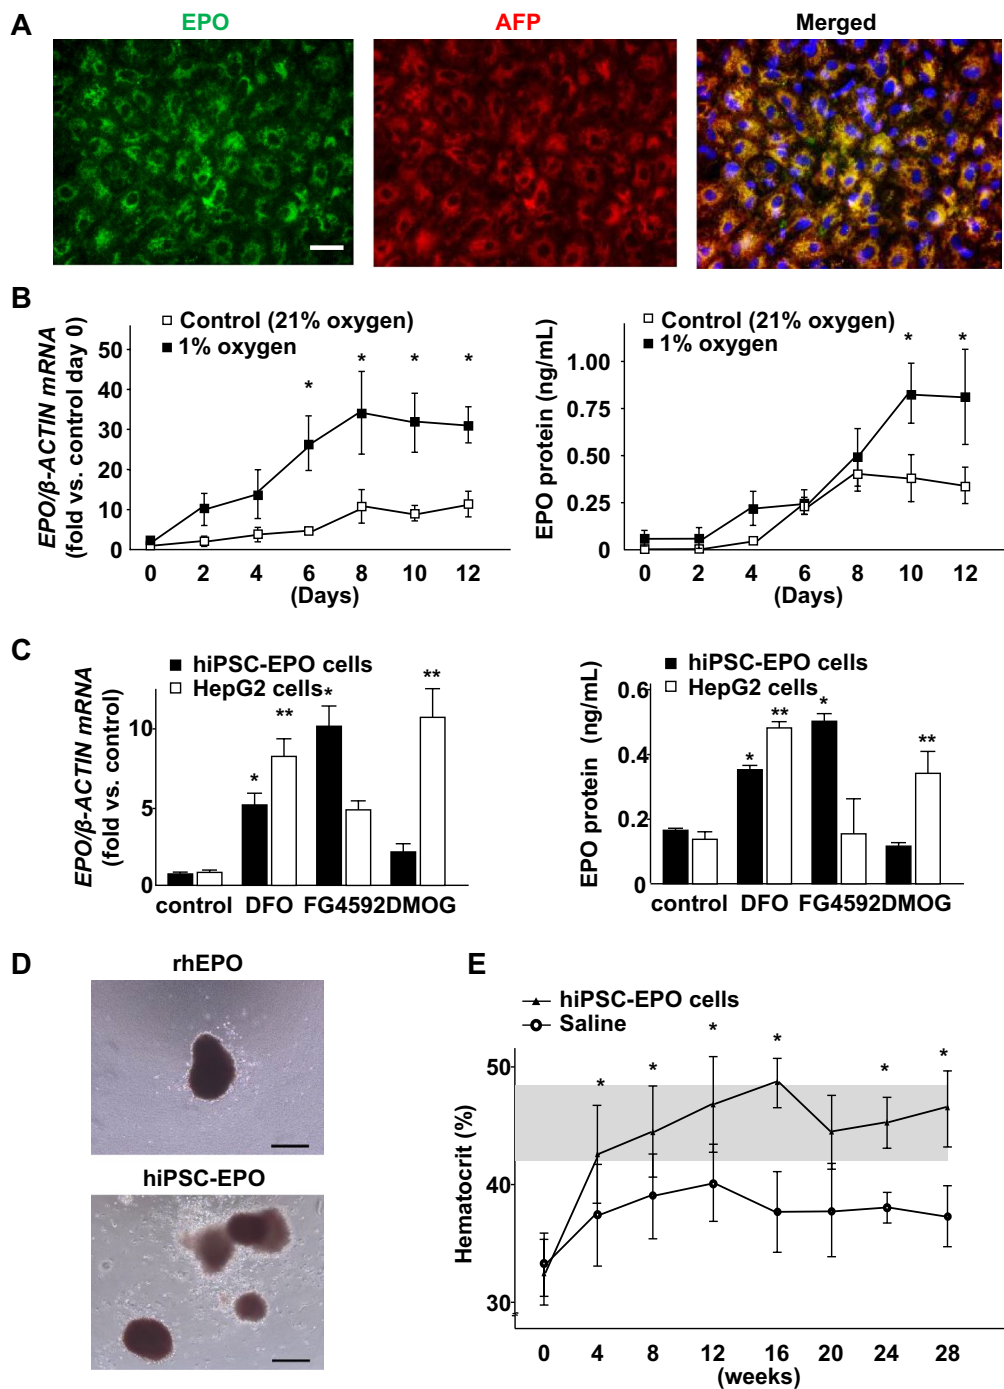 A
EPO
AFP
Merged
B
Control (21% oxygen)
1% oxygen
EPO/β-ACTIN mRNA
(fold vs. control day 0)
50
40
30
20
10
0
* * * *
0 2 4 6 8 10 12
(Days)
Control (21% oxygen)
1% oxygen
EPO protein (ng/mL)
1.00
0.75
0.50
0.25
0
* *
0 2 4 6 8 10 12
(Days)
C
hiPSC-EPO cells
HepG2 cells
EPO/β-ACTIN mRNA
(fold vs. control)
10
5
0
* ** * **
control DFO FG4592DMOG
hiPSC-EPO cells
HepG2 cells
EPO protein (ng/mL)
0.6
0.4
0.2
0
* ** * **
control DFO FG4592DMOG
D
rhEPO
hiPSC-EPO
E
hiPSC-EPO cells
Saline
Hematocrit (%)
50
40
30
* * * * * *
0 4 8 12 16 20 24 28
(weeks)